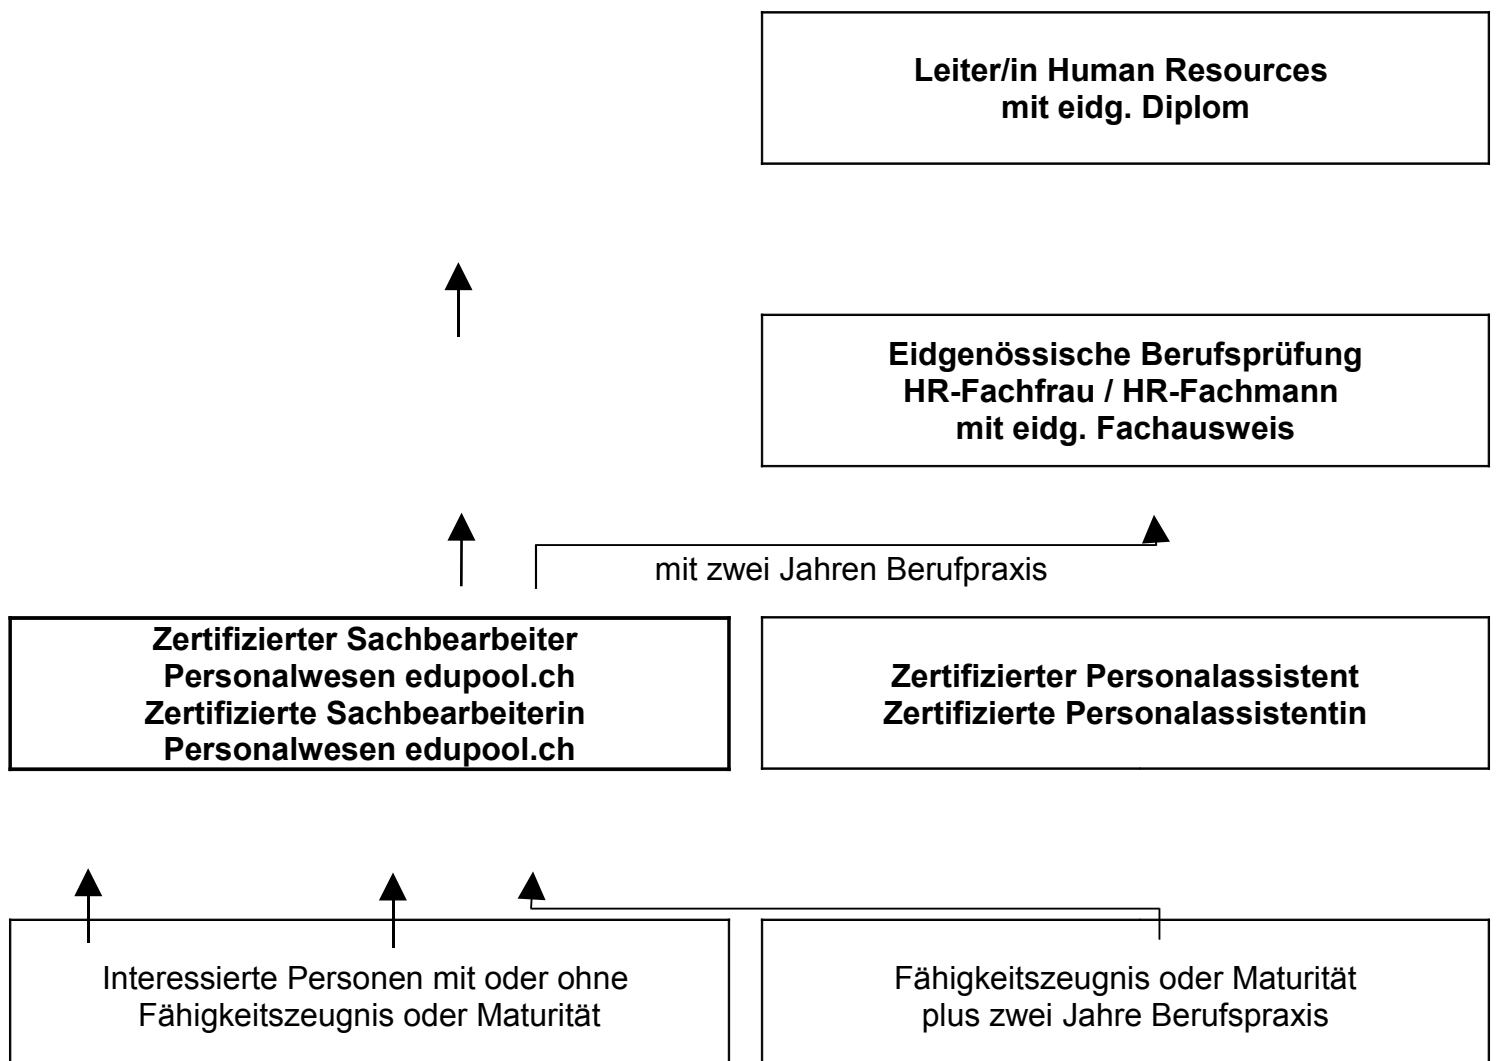 Leiter/in Human Resources
mit eidg. Diplom
Eidgenössische Berufsprüfung
HR-Fachfrau / HR-Fachmann
mit eidg. Fachausweis
mit zwei Jahren Berufpraxis
Zertifizierter Sachbearbeiter
Personalwesen edupool.ch
Zertifizierte Sachbearbeiterin
Personalwesen edupool.ch
Zertifizierter Personalassistent
Zertifizierte Personalassistentin
Interessierte Personen mit oder ohne
Fähigkeitszeugnis oder Maturität
Fähigkeitszeugnis oder Maturität
plus zwei Jahre Berufspraxis